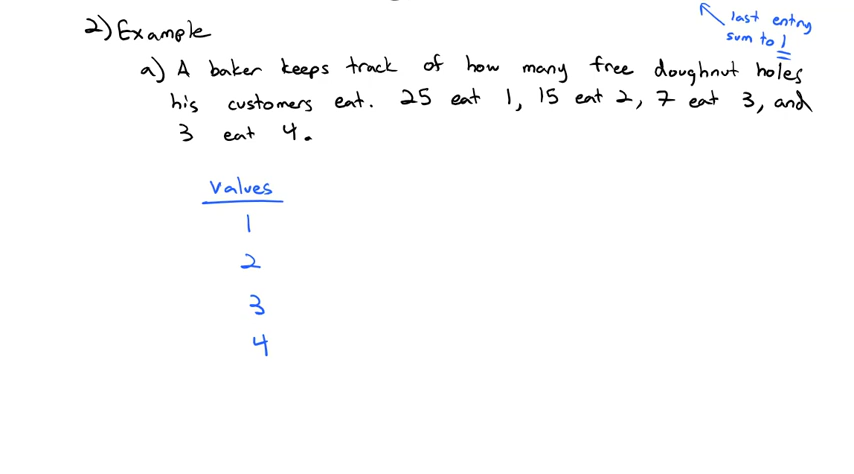 2) Example
last entry
sum to 1
a) A baker keeps track of how many free doughnut holes
his customers eat. 25 eat 1, 15 eat 2, 7 eat 3, and
3 eat 4.
values
1
2
3
4